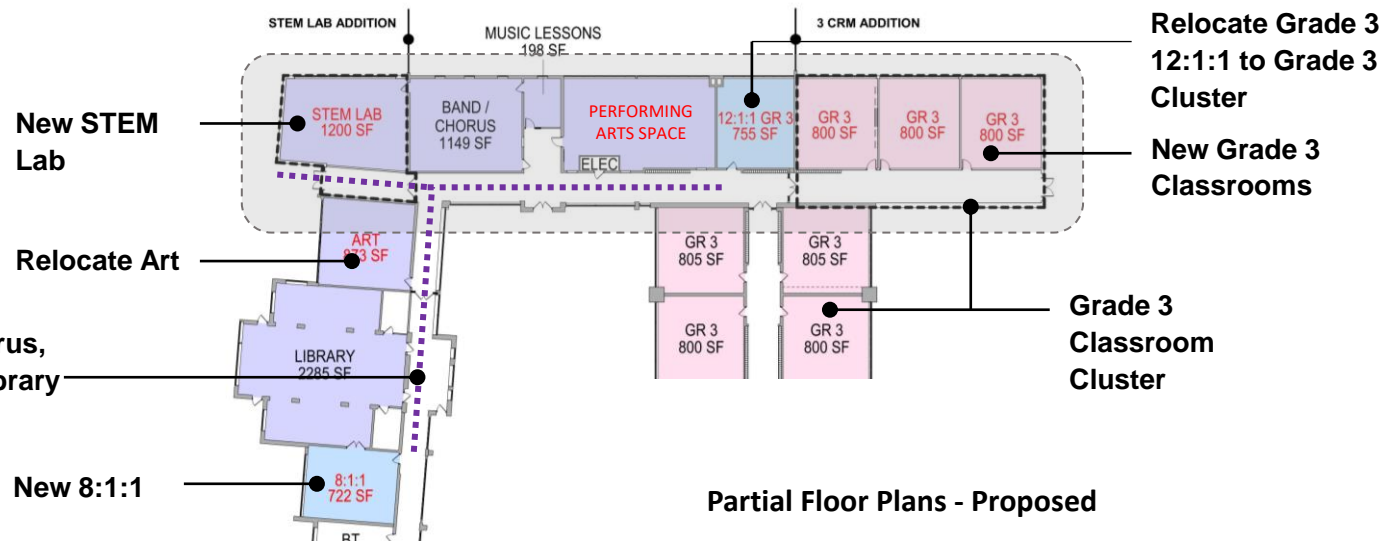 STEM LAB ADDITION
3 CRM ADDITION
MUSIC LESSONS
198 SF
Relocate Grade 3
12:1:1 to Grade 3
Cluster
New STEM
Lab
STEM LAB
1200 SF
BAND /
CHORUS
1149 SF
PERFORMING
ARTS SPACE
ELEC
12:1:1 GR 3
755 SF
GR 3
800 SF
GR 3
800 SF
GR 3
800 SF
New Grade 3
Classrooms
Relocate Art
ART
873 SF
GR 3
805 SF
GR 3
805 SF
GR 3
800 SF
GR 3
800 SF
Grade 3
Classroom
Cluster
LIBRARY
2285 SF
New 8:1:1
8:1:1
722 SF
Partial Floor Plans - Proposed